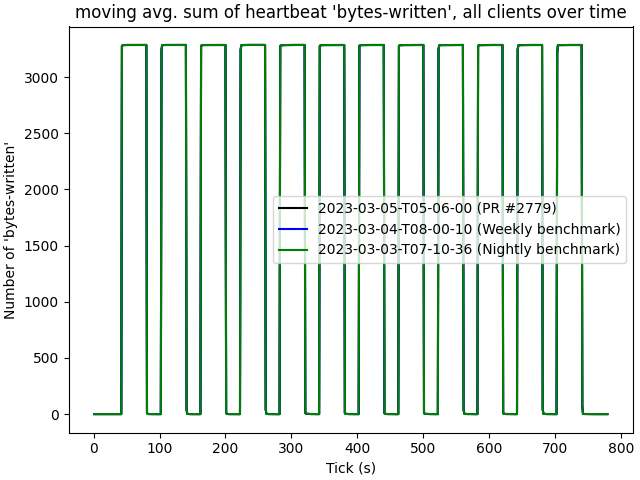 moving avg. sum of heartbeat 'bytes-written', all clients over time
Number of 'bytes-written'
3000
2500
2000
1500
1000
500
0
2023-03-05-T05-06-00 (PR #2779)
2023-03-04-T08-00-10 (Weekly benchmark)
2023-03-03-T07-10-36 (Nightly benchmark)
0 100 200 300 400 500 600 700 800
Tick (s)